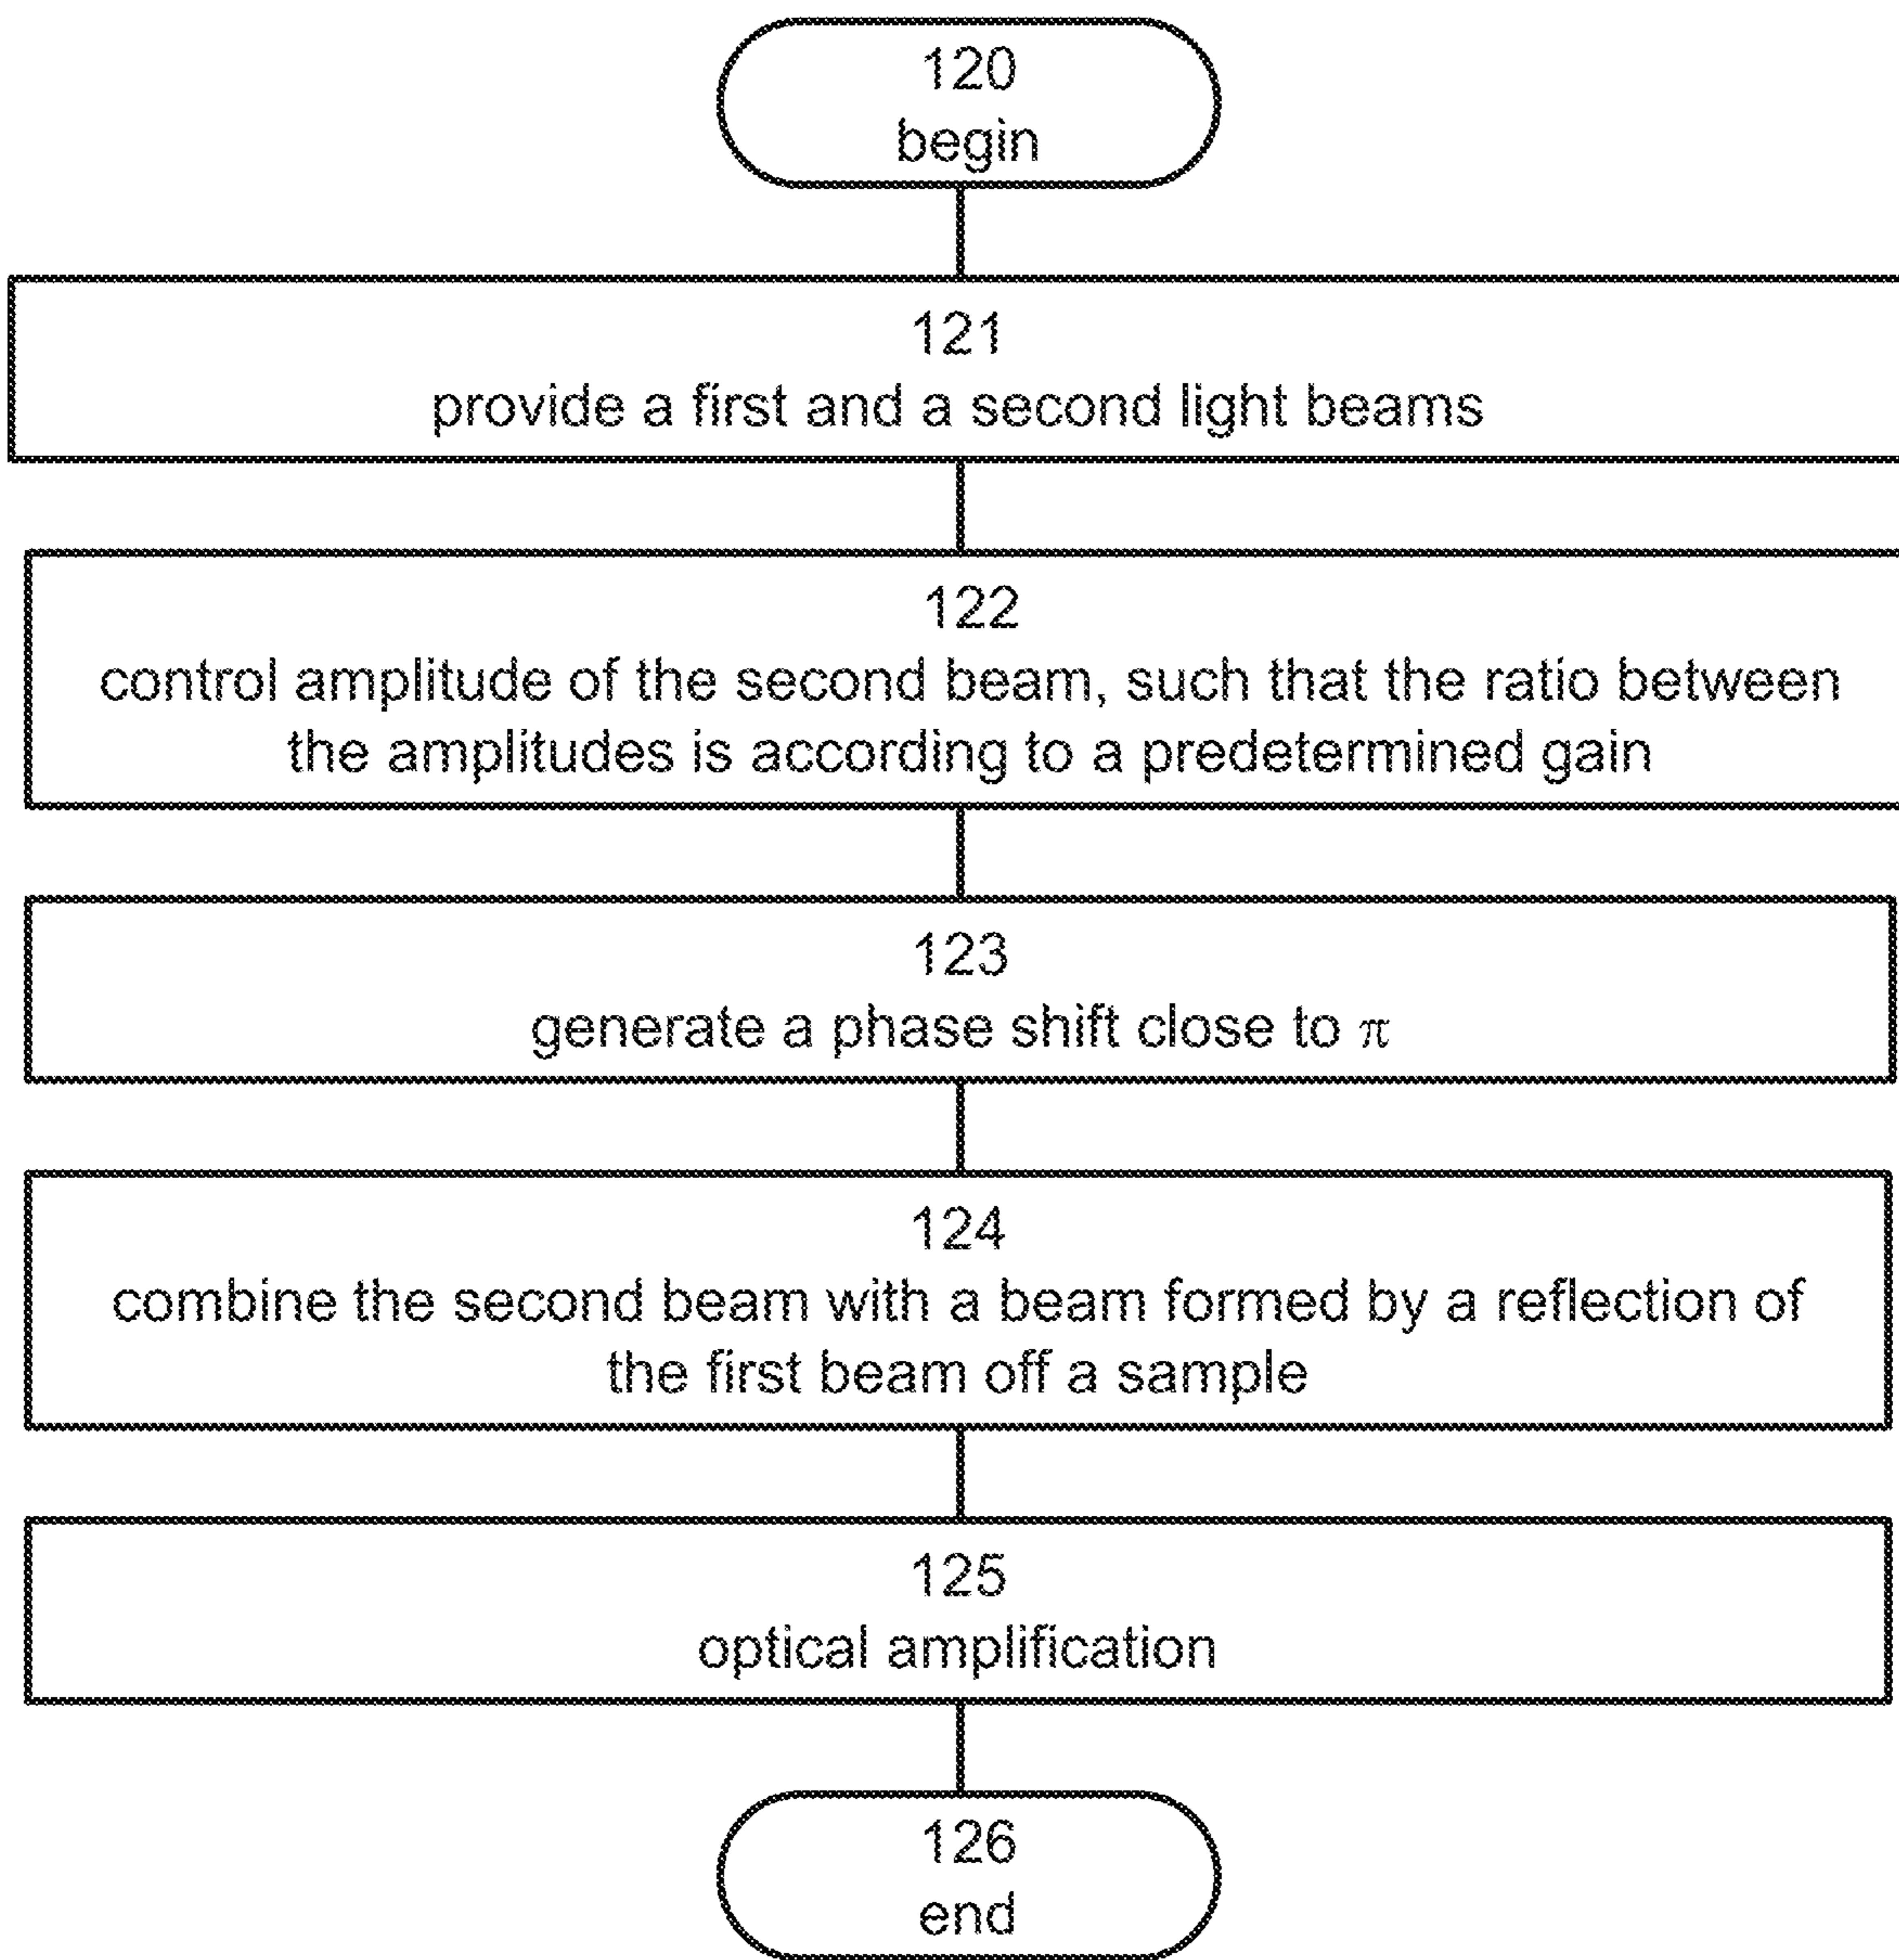 120
begin
121
provide a first and a second light beams
122
control amplitude of the second beam, such that the ratio between
the amplitudes is according to a predetermined gain
123
generate a phase shift close to π
124
combine the second beam with a beam formed by a reflection of
the first beam off a sample
125
optical amplification
126
end